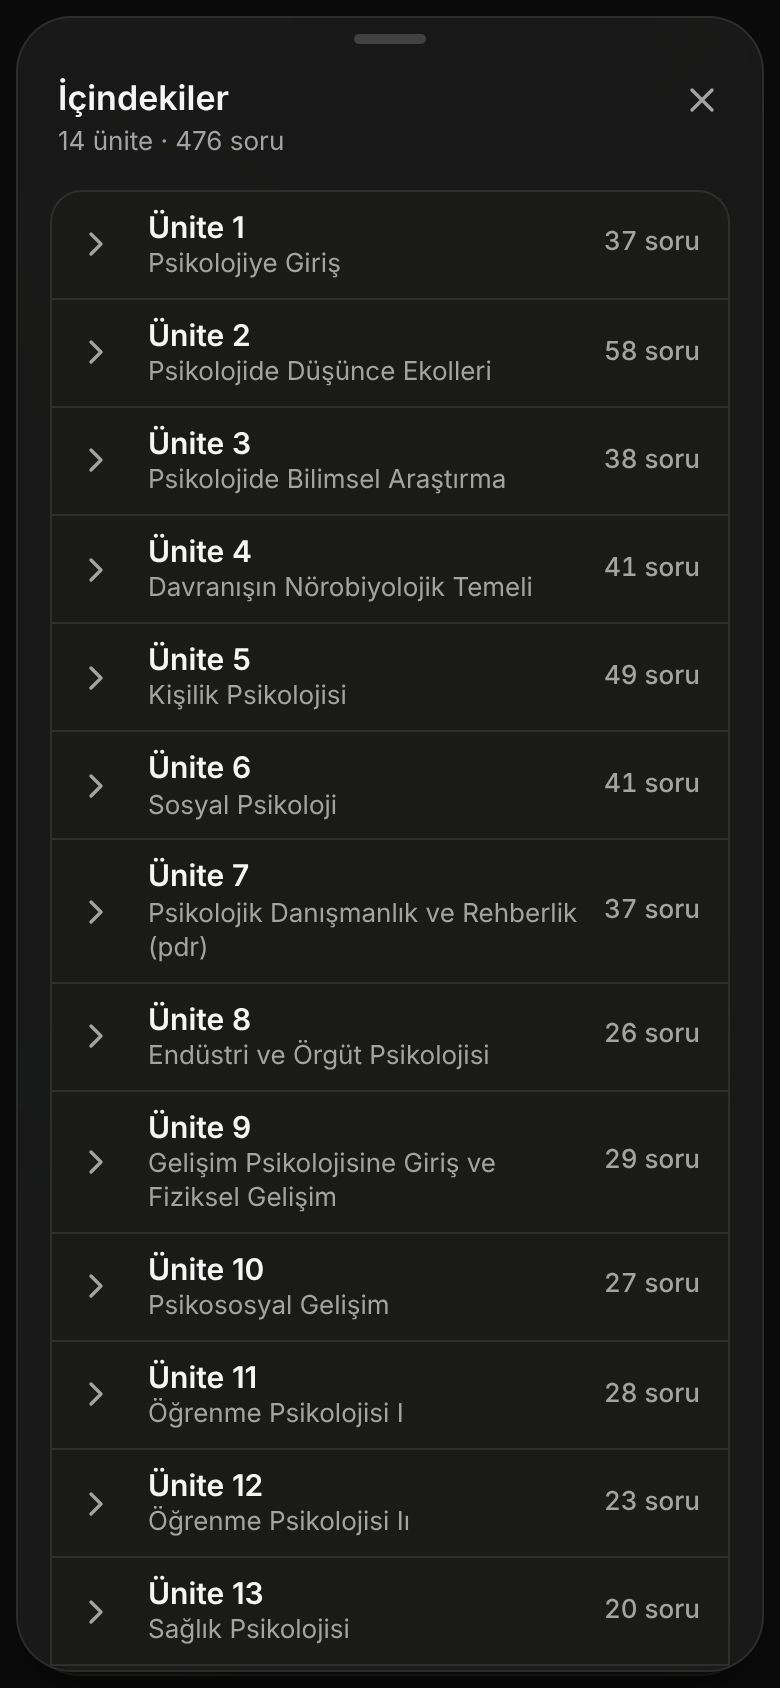 İçindekiler
14 ünite · 476 soru
Ünite 1
Psikolojiye Giriş
37 soru
Ünite 2
Psikolojide Düşünce Ekolleri
58 soru
Ünite 3
Psikolojide Bilimsel Araştırma
38 soru
Ünite 4
Davranışın Nörobiyolojik Temeli
41 soru
Ünite 5
Kişilik Psikolojisi
49 soru
Ünite 6
Sosyal Psikoloji
41 soru
Ünite 7
Psikolojik Danışmanlık ve Rehberlik
(pdr)
37 soru
Ünite 8
Endüstri ve Örgüt Psikolojisi
26 soru
Ünite 9
Gelişim Psikolojisine Giriş ve
Fiziksel Gelişim
29 soru
Ünite 10
Psikososyal Gelişim
27 soru
Ünite 11
Öğrenme Psikolojisi I
28 soru
Ünite 12
Öğrenme Psikolojisi Iı
23 soru
Ünite 13
Sağlık Psikolojisi
20 soru